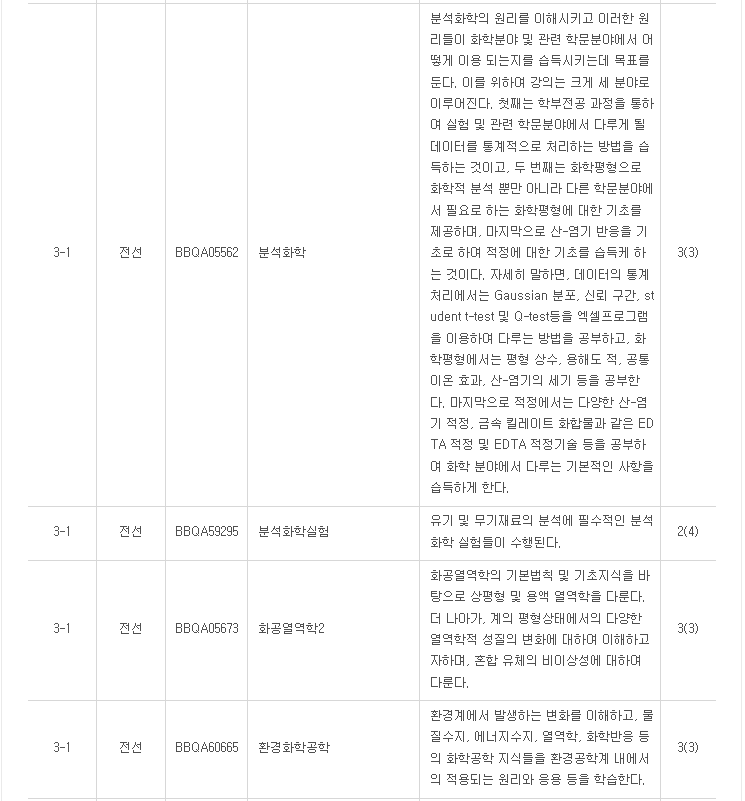 분석화학의 원리를 이해시키고 이러한 원
리들이 화학분야 및 관련 학문분야에서 어
떻게 이용 되는지를 습득시키는데 목표를
둔다. 이를 위하여 강의는 크게 세 분야로
이루어진다. 첫째는 학부전공 과정을 통하
여 실험 및 관련 학문분야에서 다루게 될
데이터를 통계적으로 처리하는 방법을 습
득하는 것이고, 두 번째는 화학평형으로
화학적 분석 뿐만 아니라 다른 학문분야에
서 필요로 하는 화학평형에 대한 기초를
제공하며, 마지막으로 산-염기 반응을 기
3-1 전선 BBQA05562 분석화학 초로 하여 적정에 대한 기초를 습득케 하 3(3)
는 것이다. 자세히 말하면, 데이터의 통계
처리에서는 Gaussian 분포, 신뢰 구간, st
udent t-test 및 Q-test등을 엑셀프로그램
을 이용하여 다루는 방법을 공부하고, 화
학평형에서는 평형 상수, 용해도 적, 공통
이온 효과, 산-염기의 세기 등을 공부한
다. 마지막으로 적정에서는 다양한 산-염
기 적정, 금속 킬레이트 화합물과 같은 ED
TA 적정 및 EDTA 적정기술 등을 공부하
여 화학 분야에서 다루는 기본적인 사항을
습득하게 한다.
3-1 전선 BBQA59295 분석화학실험 유기 및 무기재료의 분석에 필수적인 분석 2(4)
화학 실험들이 수행된다.
화공열역학의 기본법칙 및 기초지식을 바
탕으로 상평형 및 용액 열역학을 다룬다.
더 나아가, 계의 평형상태에서의 다양한
3-1 전선 BBQA05673 화공열역학2 열역학적 성질의 변화에 대하여 이해하고 3(3)
자하며, 혼합 유체의 비이상성에 대하여
다룬다.
환경계에서 발생하는 변화를 이해하고, 물
질수지, 에너지수지, 열역학, 화학반응 등
3-1 전선 BBQA60665 환경화학공학 의 화학공학 지식들을 환경공학계 내에서 3(3)
의 적용되는 원리와 응용 등을 학습한다.